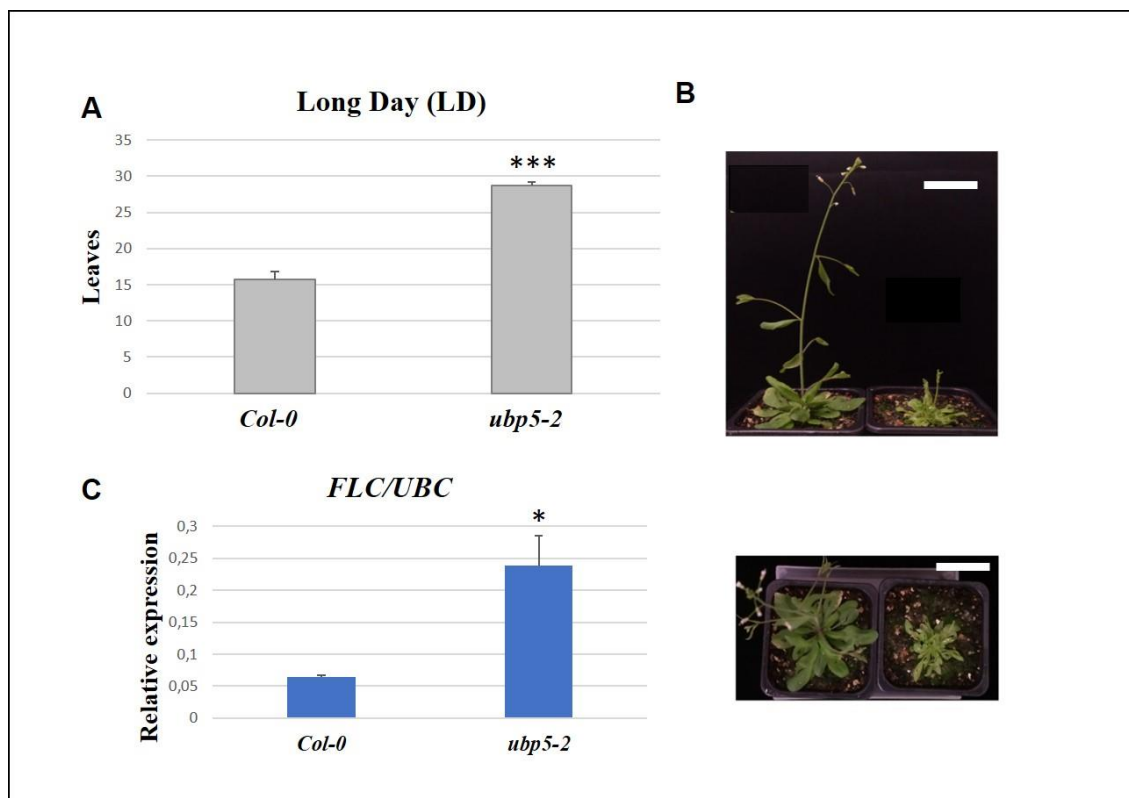 A
Long Day (LD)
B
35
30
25
20
15
10
5
0
Leaves
***
Col-0
ubp5-2
C
FLC/UBC
0,3
0,25
0,2
0,15
0,1
0,05
0
Relative expression
*
Col-0
ubp5-2